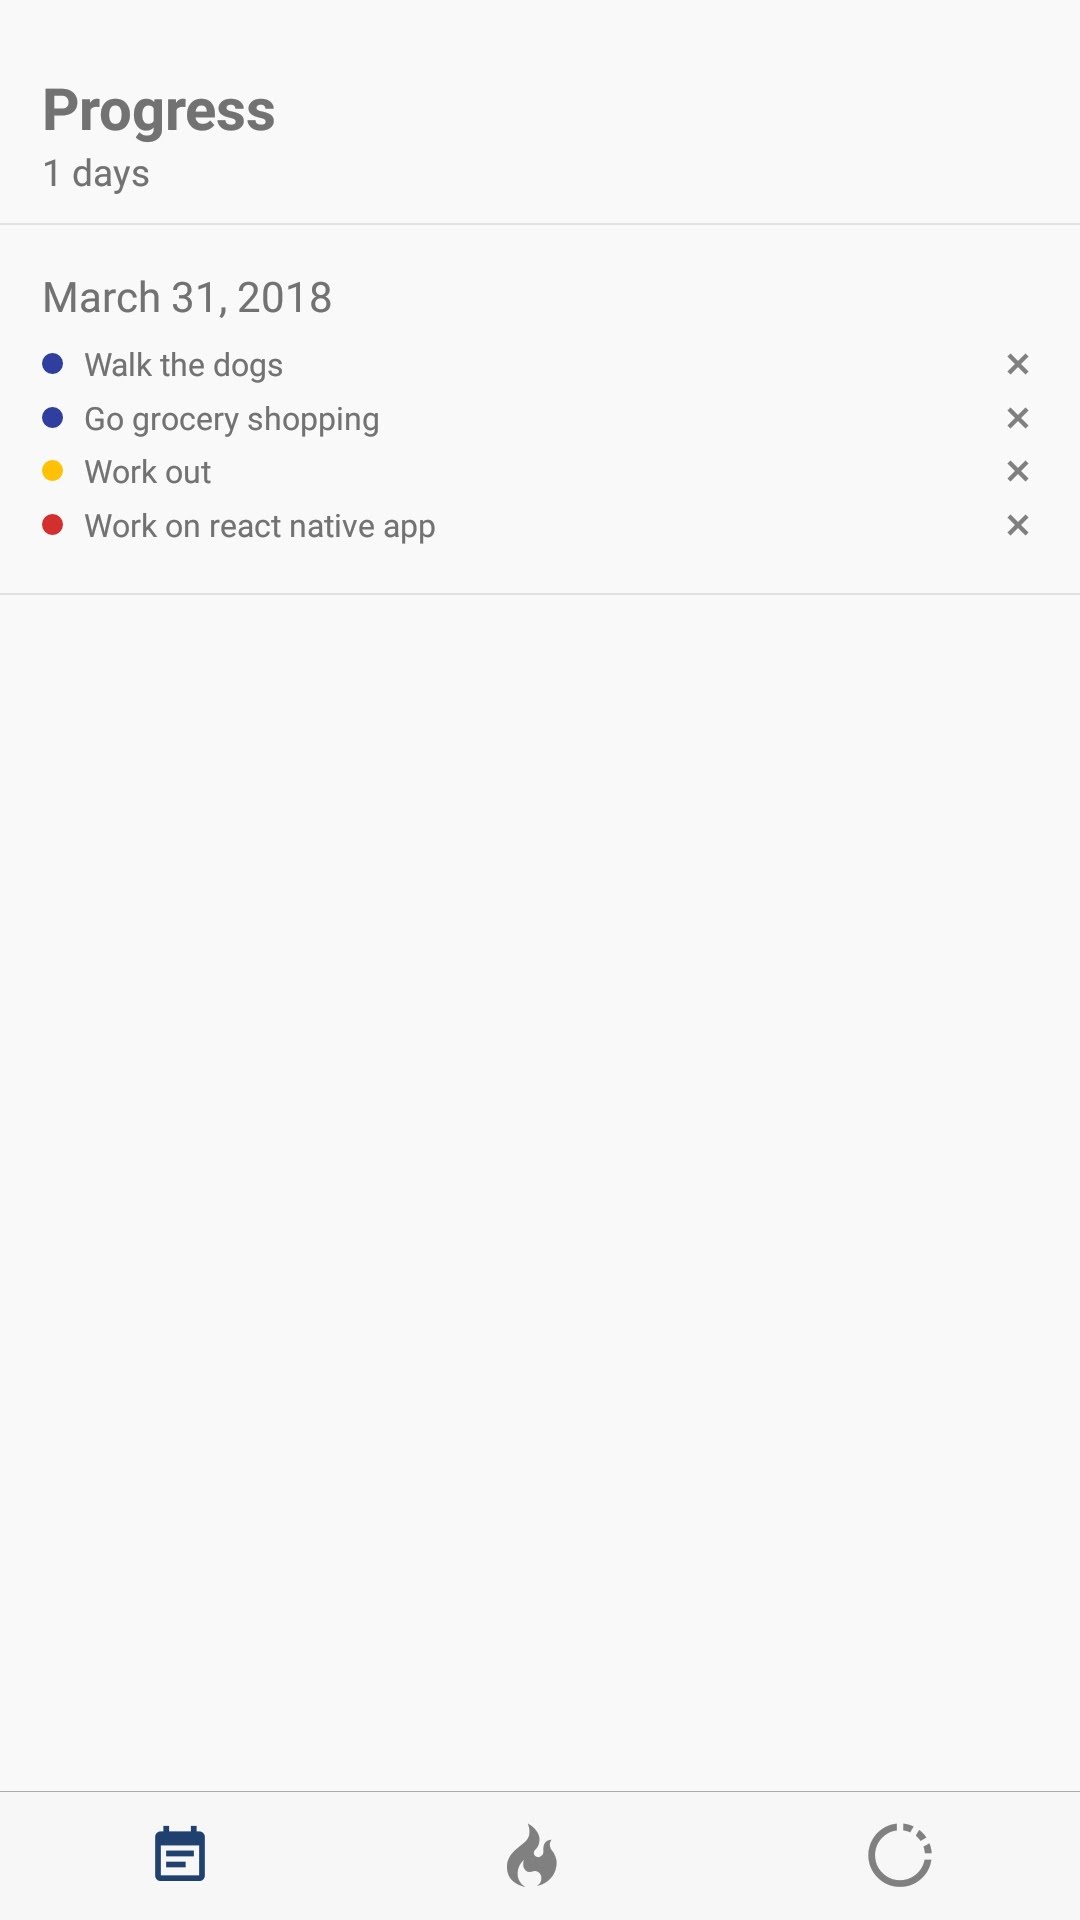 Progress
1 days
March 31, 2018
Walk the dogs
Go grocery shopping
Work out
Work on react native app